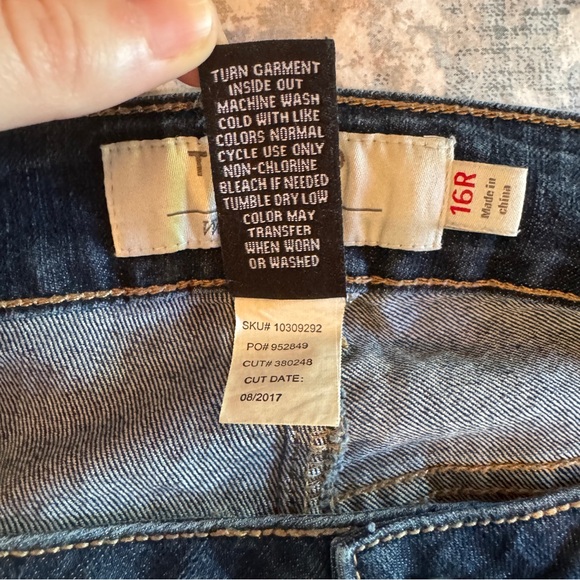 TURN GARMENT
INSIDE OUT
MACHINE WASH
COLD WITH LIKE
COLORS NORMAL
CYCLE USE ONLY
NON-CHLORINE
BLEACH IF NEEDED
TUMBLE DRY LOW
COLOR MAY
TRANSFER
WHEN WORN
OR WASHED
SKU# 10309292
PO# 952849
CUT# 380248
CUT DATE:
08/2017
16R
Made in
china